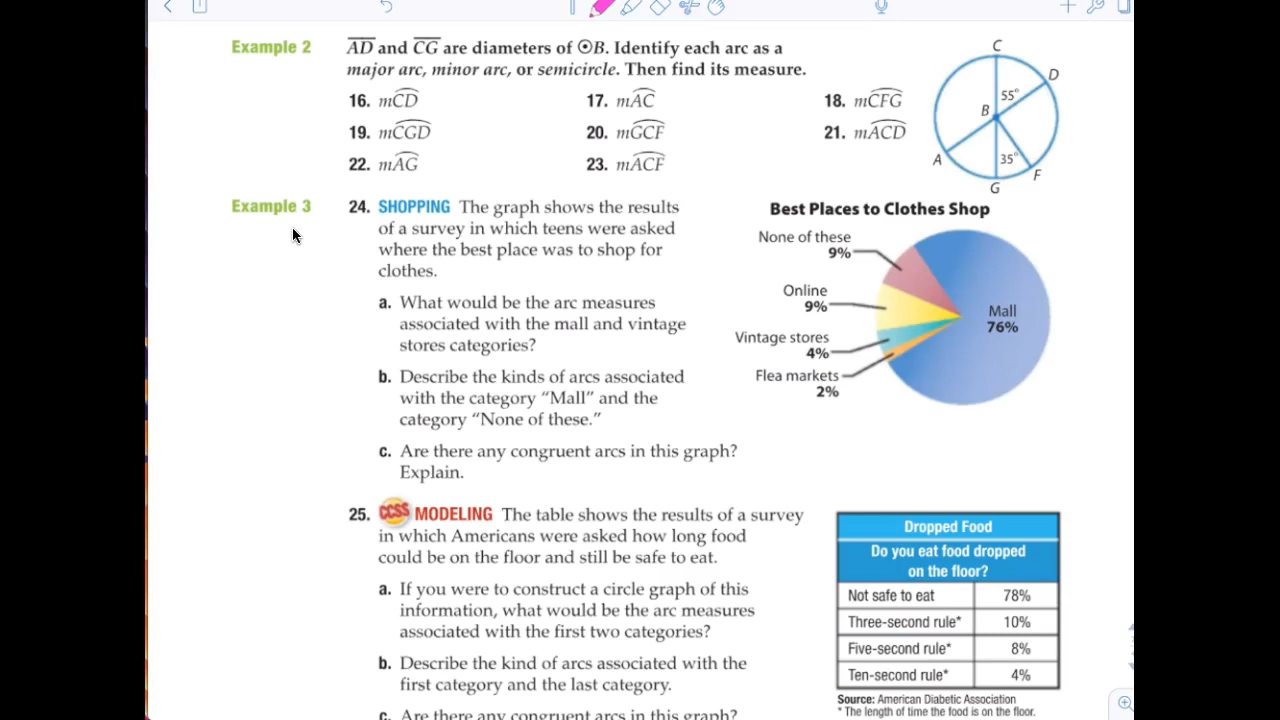 Example 2
AD and CG are diameters of ⊙B. Identify each arc as a
major arc, minor arc, or semicircle. Then find its measure.
16. mCD
17. mAC
18. mCFG
19. mCGD
20. mGCF
21. mACD
22. mAG
23. mACF
C
D
55°
B
A
35°
F
G
Example 3
24. SHOPPING The graph shows the results
of a survey in which teens were asked
where the best place was to shop for
clothes.
a. What would be the arc measures
associated with the mall and vintage
stores categories?
b. Describe the kinds of arcs associated
with the category “Mall” and the
category “None of these.”
c. Are there any congruent arcs in this graph?
Explain.
Best Places to Clothes Shop
None of these
9%
Online
9%
Vintage stores
4%
Flea markets
2%
Mall
76%
25. CCSS MODELING The table shows the results of a survey
in which Americans were asked how long food
could be on the floor and still be safe to eat.
a. If you were to construct a circle graph of this
information, what would be the arc measures
associated with the first two categories?
b. Describe the kind of arcs associated with the
first category and the last category.
c. Are there any congruent arcs in this graph?
Dropped Food
Do you eat food dropped
on the floor?
Not safe to eat 78%
Three-second rule* 10%
Five-second rule* 8%
Ten-second rule* 4%
Source: American Diabetic Association
* The length of time the food is on the floor.